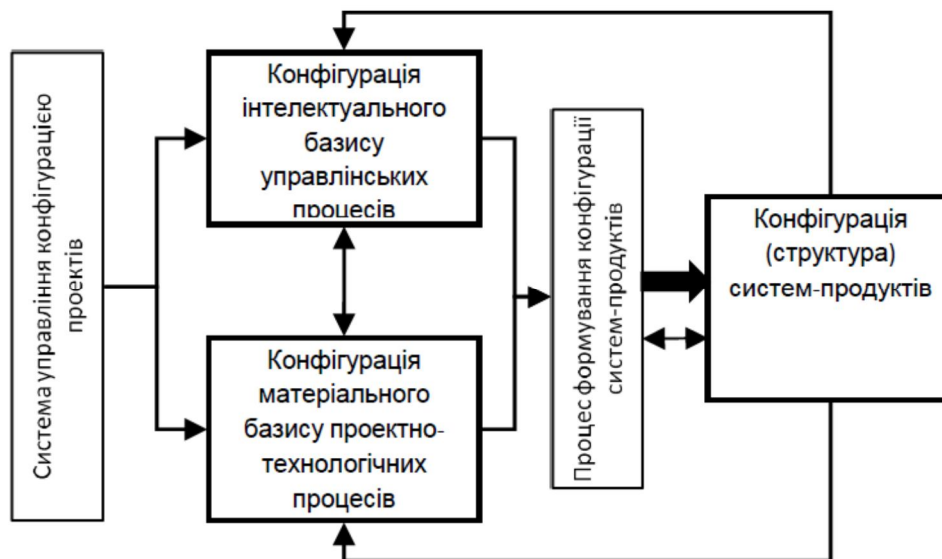 Система управління конфігурацією
проектів
Конфігурація
інтелектуального
базису
управлінських
процесів
Конфігурація
матеріального
базису проектно-
технологічних
процесів
Процес формування конфігурації
систем-продуктів
Конфігурація
(структура)
систем-продуктів